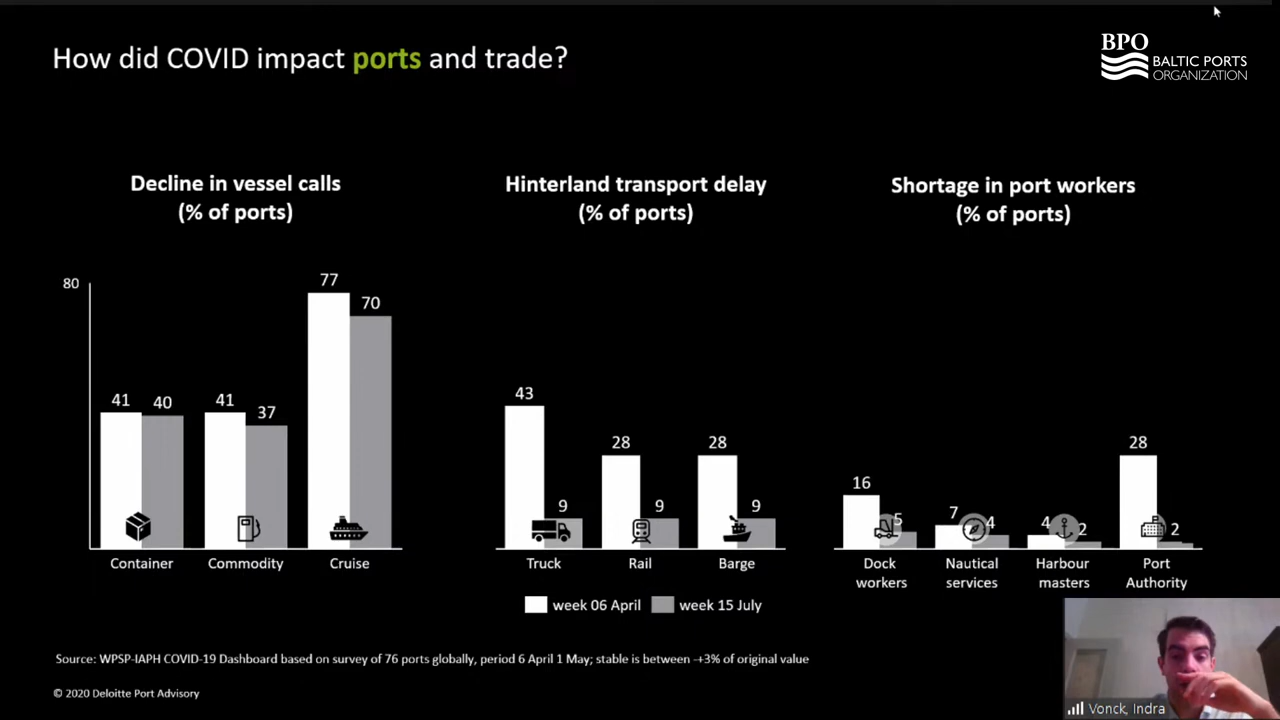 How did COVID impact ports and trade?
BPO
BALTIC PORTS
ORGANIZATION
Decline in vessel calls
(% of ports)
80
41
40
41
37
77
70
Container
Commodity
Cruise
Hinterland transport delay
(% of ports)
43
9
28
9
28
9
Truck
Rail
Barge
Shortage in port workers
(% of ports)
16
5
7
4
4
2
28
2
Dock
workers
Nautical
services
Harbour
masters
Port
Authority
week 06 April
week 15 July
Source: WPSP-IAPH COVID-19 Dashboard based on survey of 76 ports globally, period 6 April 1 May; stable is between -+3% of original value
© 2020 Deloitte Port Advisory
Vonck, Indra